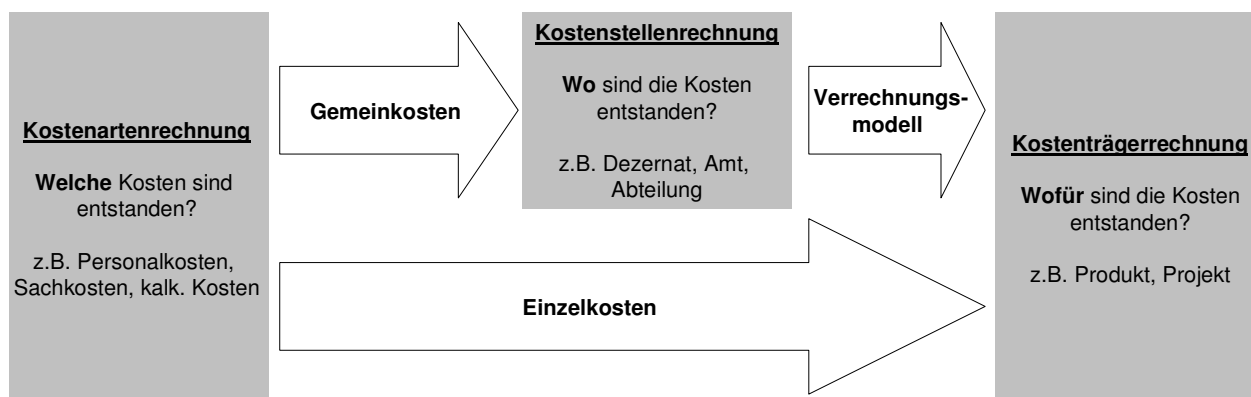 Kostenartenrechnung
Welche Kosten sind
entstanden?
z.B. Personalkosten,
Sachkosten, kalk. Kosten
Gemeinkosten
Kostenstellenrechnung
Wo sind die Kosten
entstanden?
z.B. Dezernat, Amt,
Abteilung
Verrechnungs-
modell
Einzelkosten
Kostenträgerrechnung
Wofür sind die Kosten
entstanden?
z.B. Produkt, Projekt